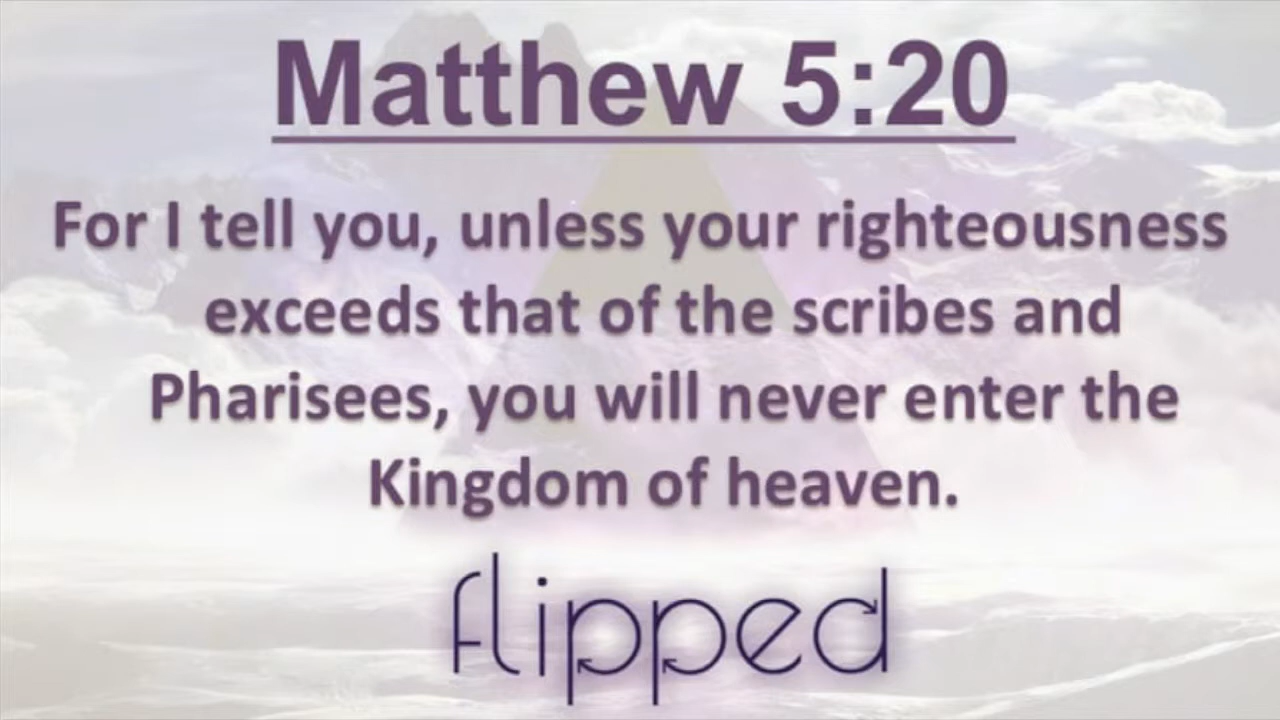 Matthew 5:20
For I tell you, unless your righteousness
exceeds that of the scribes and
Pharisees, you will never enter the
Kingdom of heaven.
flipped